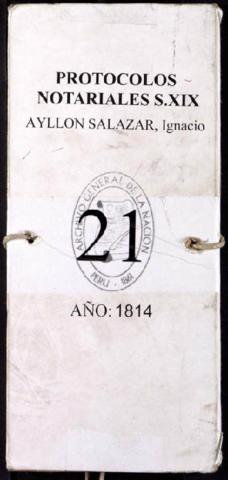 PROTOCOLOS
NOTARIALES S.XIX
AYLLON SALAZAR, Ignacio
ARCHIVO GENERAL DE LA NACION
21
PERU - 1861
AÑO: 1814